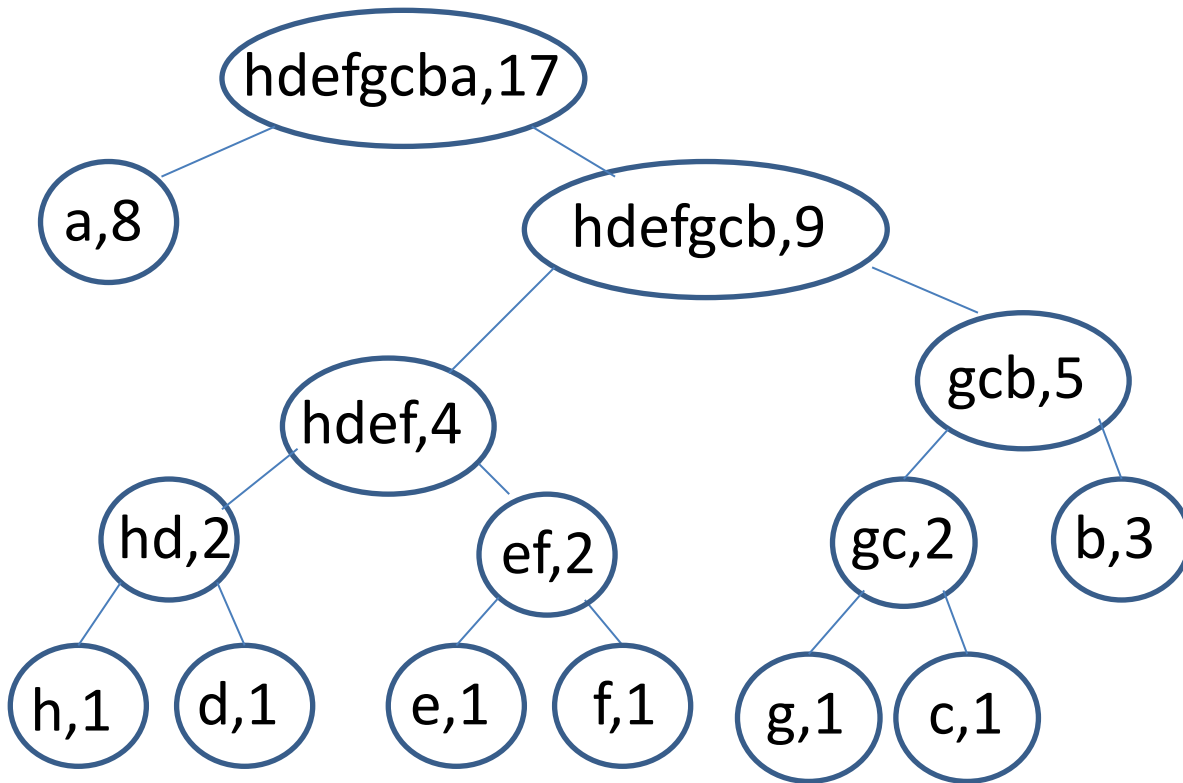 hdefgcba,17
a,8
hdefgcb,9
gcb,5
hdef,4
hd,2
ef,2
gc,2
b,3
h,1
d,1
e,1
f,1
g,1
c,1